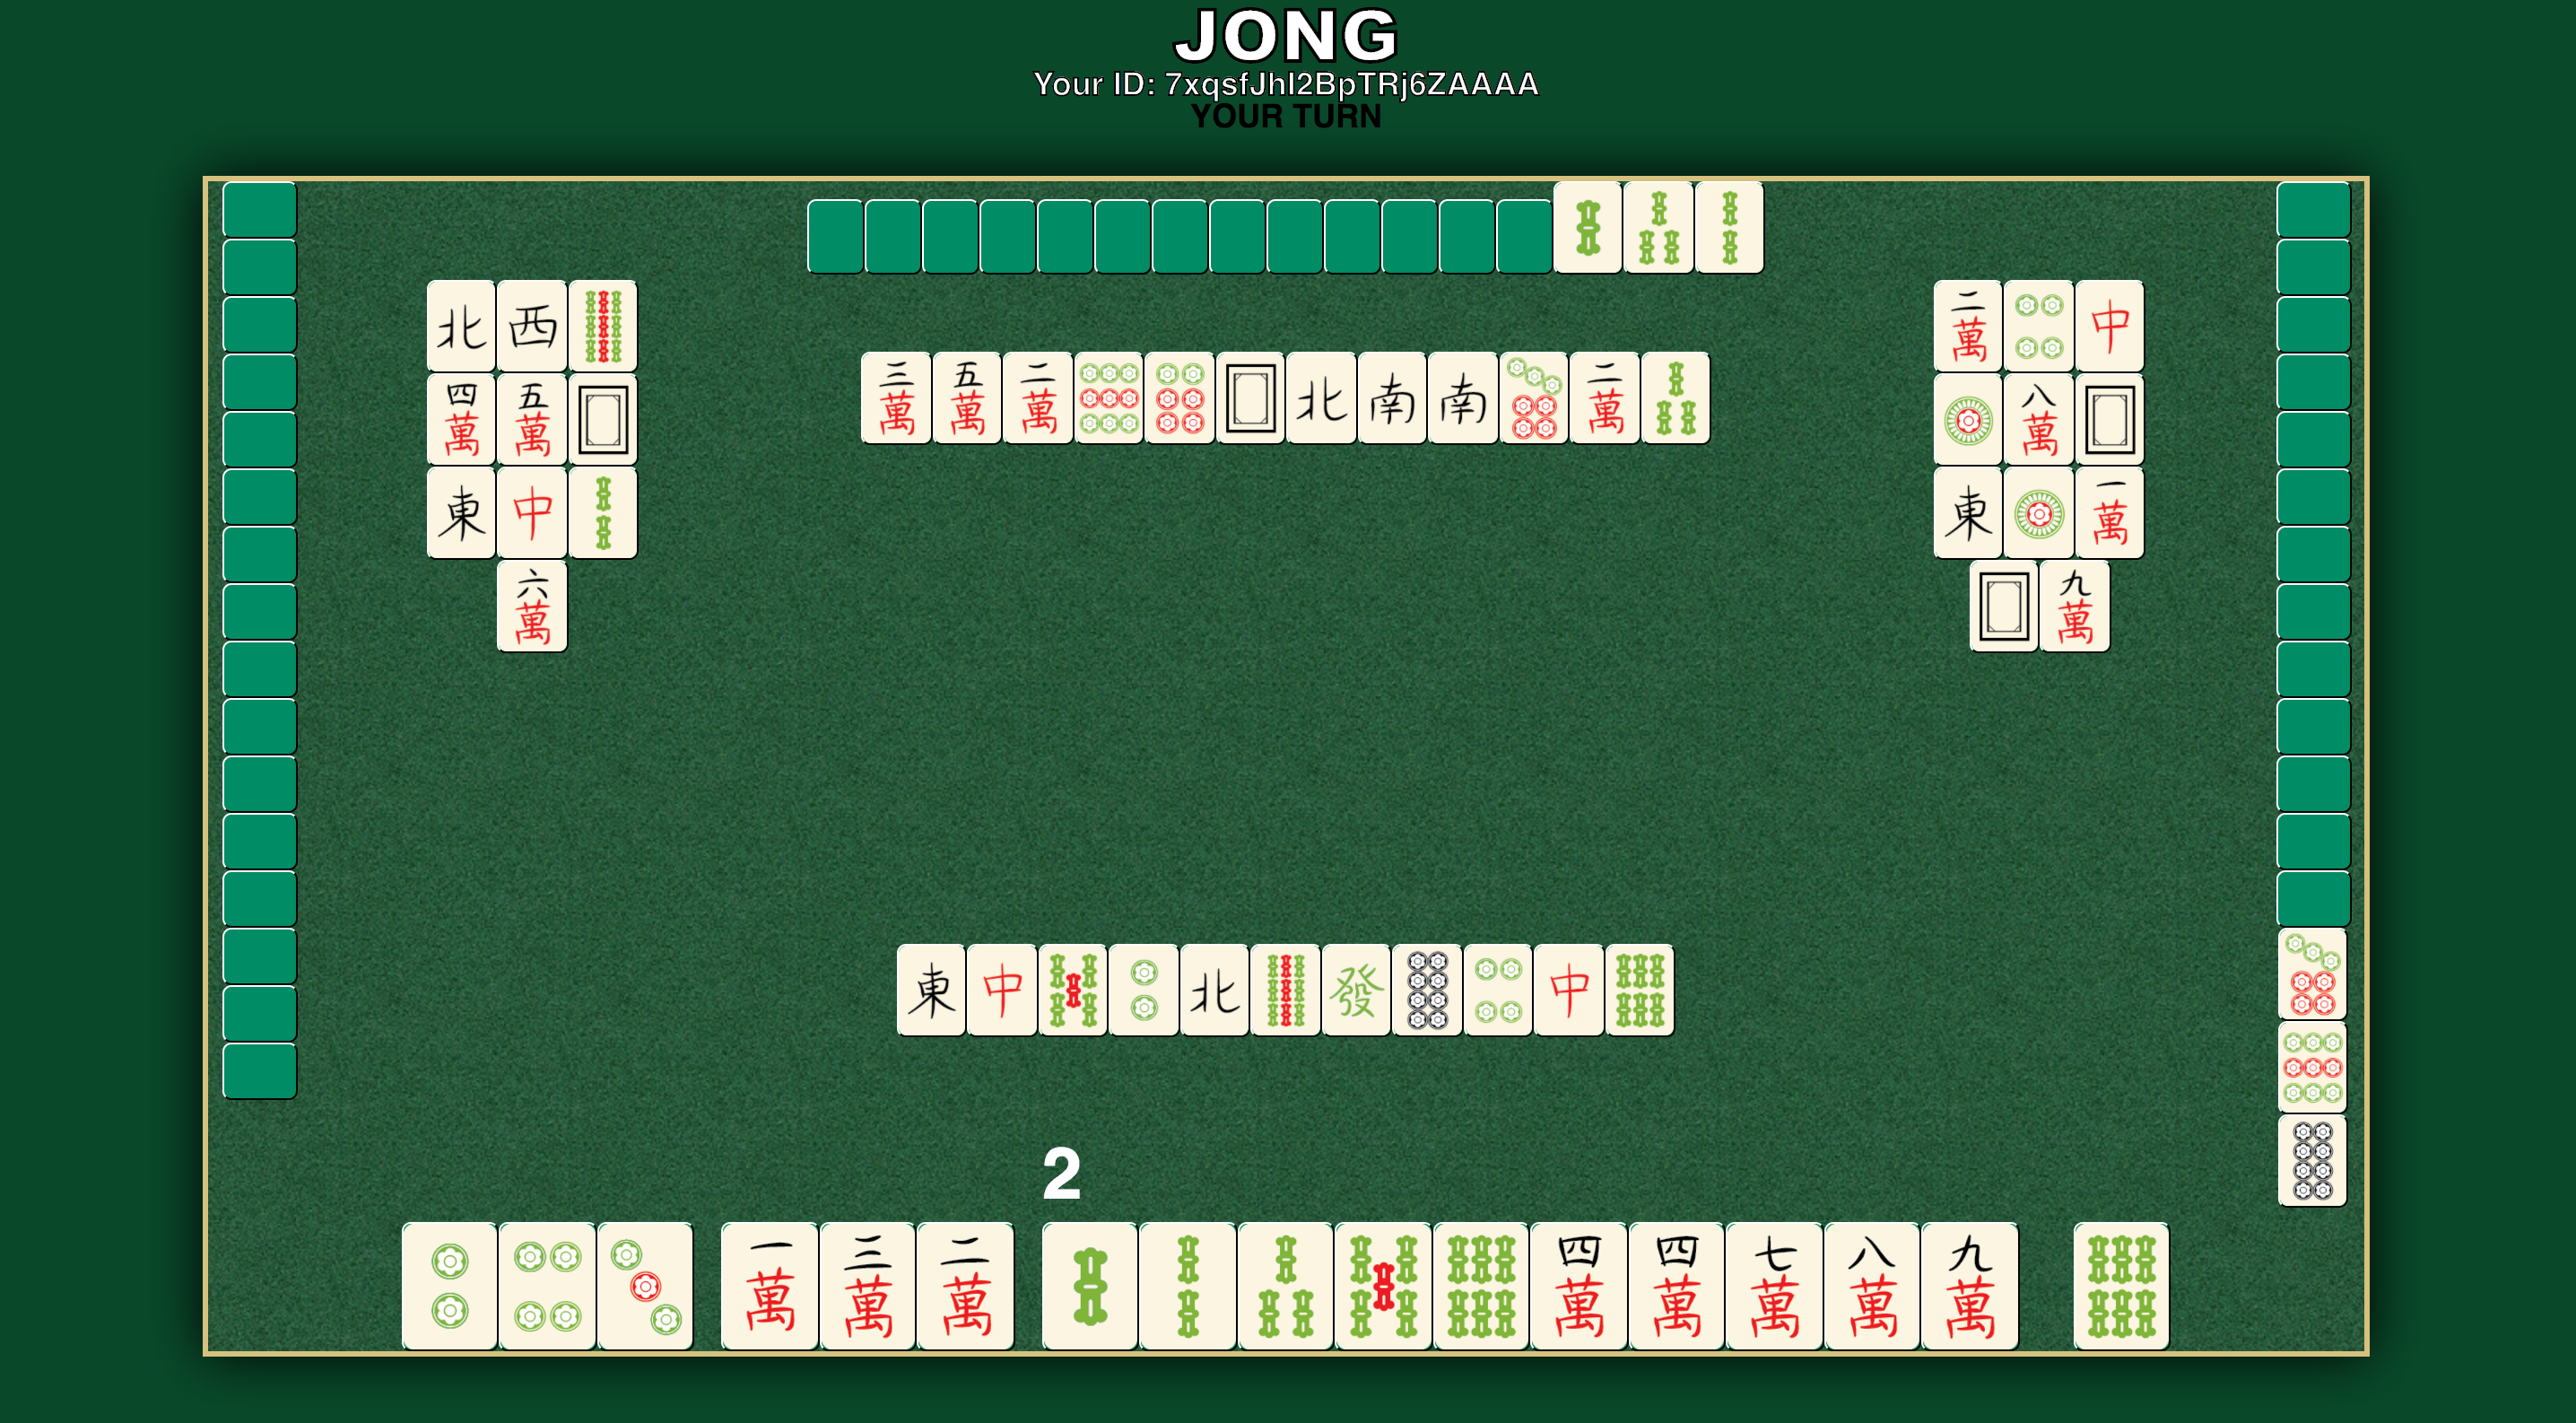 JONG
Your ID: 7xqsfJhI2BpTRj6ZAAAA
YOUR TURN
北 西
四萬 五萬
東 中
六萬
三萬 五萬 二萬 北 南 南 二萬
二萬 中
八萬
東 一萬
九萬
東 中 北 發 中
2
一萬 三萬 二萬 四萬 四萬 七萬 八萬 九萬